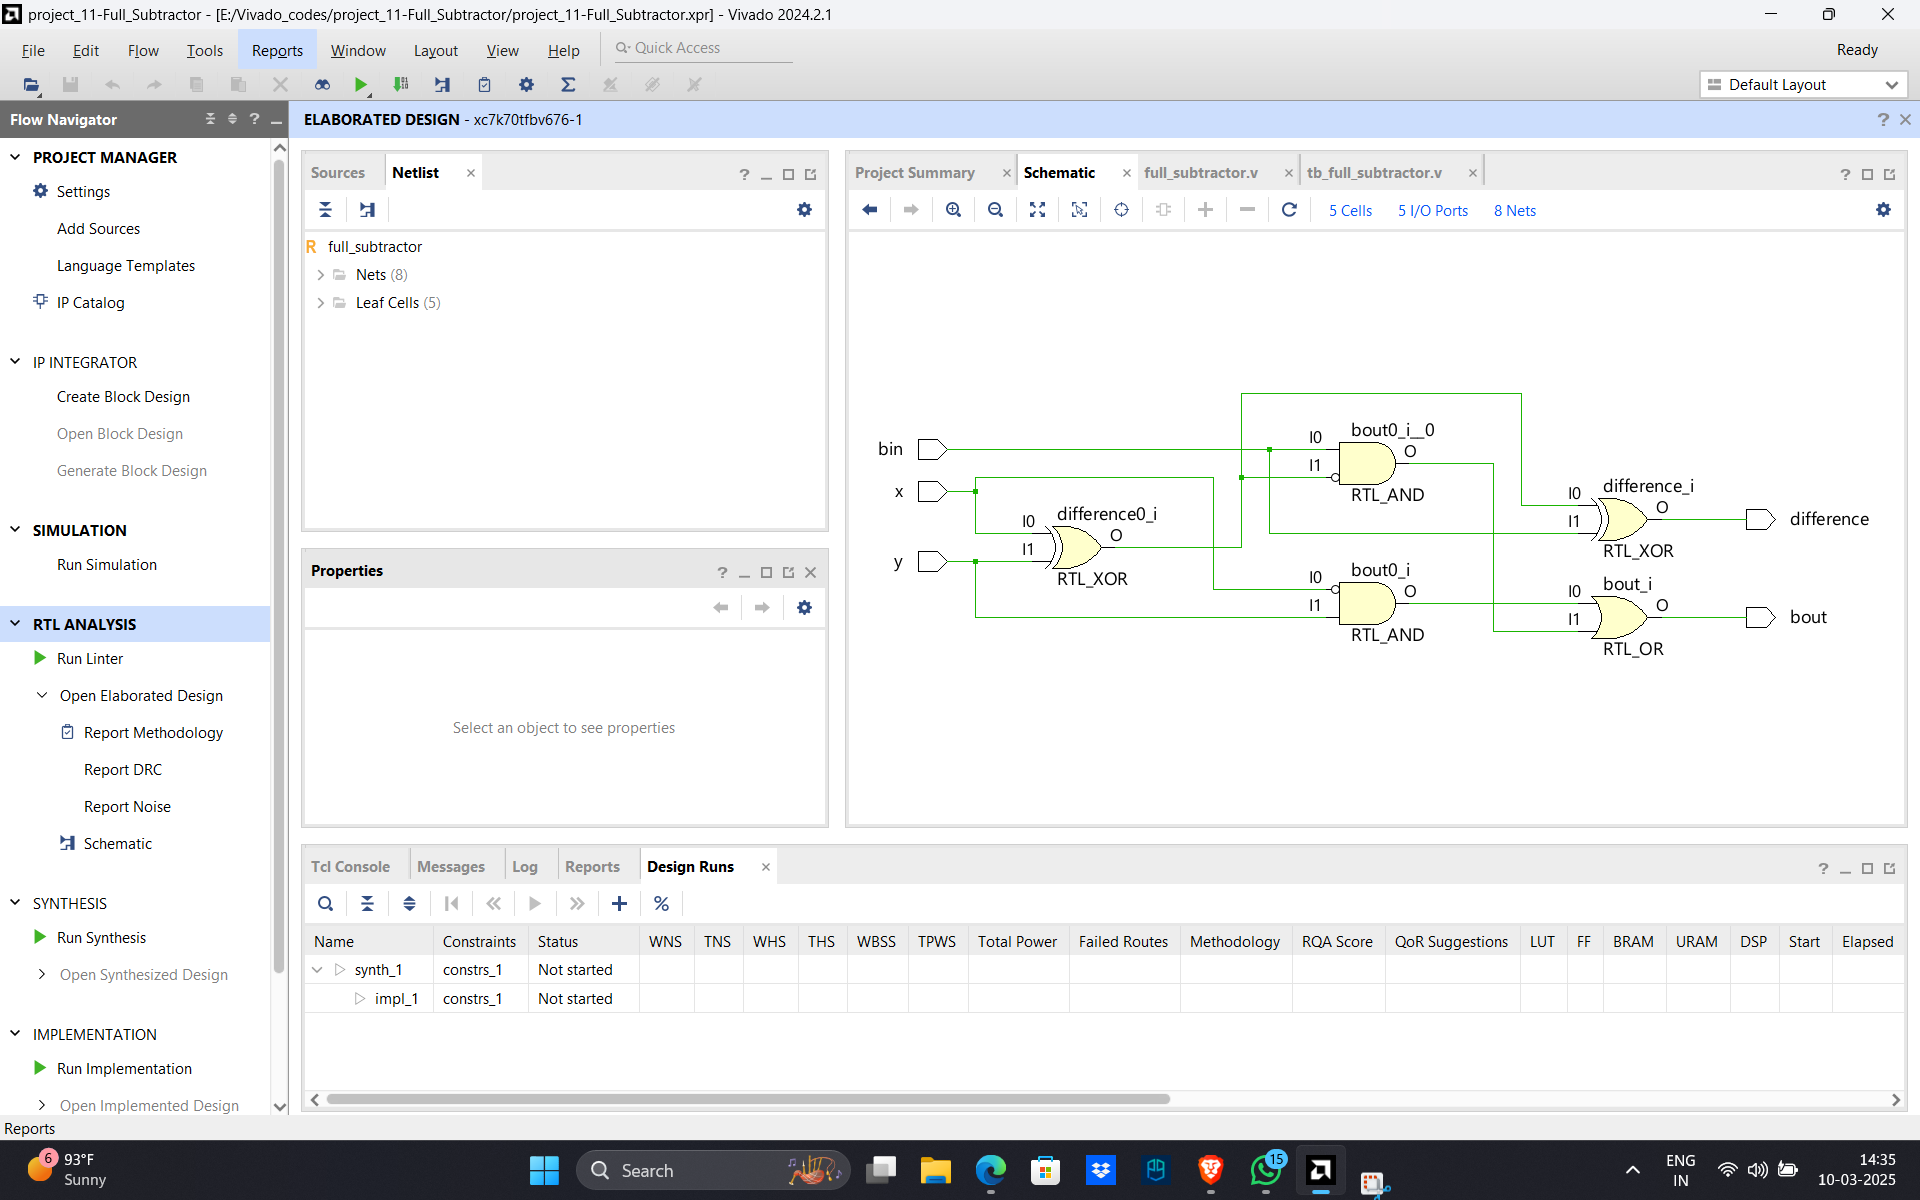 project_11-Full_Subtractor - [E:/Vivado_codes/project_11-Full_Subtractor/project_11-Full_Subtractor.xpr] - Vivado 2024.2.1
File Edit Flow Tools Reports Window Layout View Help Quick Access Ready
Default Layout
Flow Navigator ? ELABORATED DESIGN - xc7k70tfbv676-1 ?
PROJECT MANAGER
Settings
Add Sources
Language Templates
IP Catalog
IP INTEGRATOR
Create Block Design
Open Block Design
Generate Block Design
SIMULATION
Run Simulation
RTL ANALYSIS
Run Linter
Open Elaborated Design
Report Methodology
Report DRC
Report Noise
Schematic
SYNTHESIS
Run Synthesis
Open Synthesized Design
IMPLEMENTATION
Run Implementation
Open Implemented Design
Sources Netlist ?
R full_subtractor
Nets (8)
Leaf Cells (5)
Properties ?
Select an object to see properties
Project Summary Schematic full_subtractor.v tb_full_subtractor.v ?
5 Cells 5 I/O Ports 8 Nets
bin
x
y
I0
I1
difference0_i
O
RTL_XOR
I0
I1
bout0_i__0
O
RTL_AND
I0
I1
bout0_i
O
RTL_AND
I0
I1
difference_i
O
RTL_XOR
difference
I0
I1
bout_i
O
RTL_OR
bout
Tcl Console Messages Log Reports Design Runs ?
%
Name Constraints Status WNS TNS WHS THS WBSS TPWS Total Power Failed Routes Methodology RQA Score QoR Suggestions LUT FF BRAM URAM DSP Start Elapsed
synth_1 constrs_1 Not started
impl_1 constrs_1 Not started
Reports
6
93°F
Sunny
Search
15
ENG
IN
14:35
10-03-2025